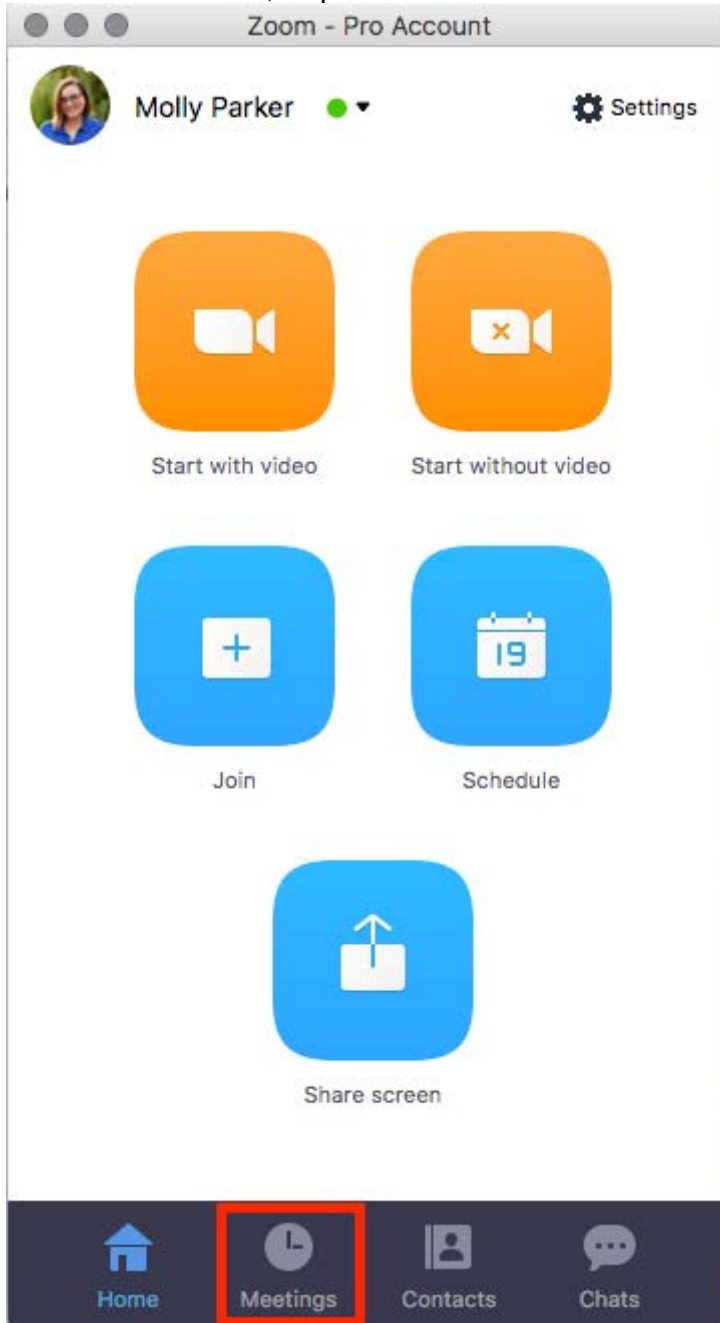 Zoom - Pro Account
Molly Parker
Settings
Start with video
Start without video
Join
19
Schedule
Share screen
Home
Meetings
Contacts
Chats